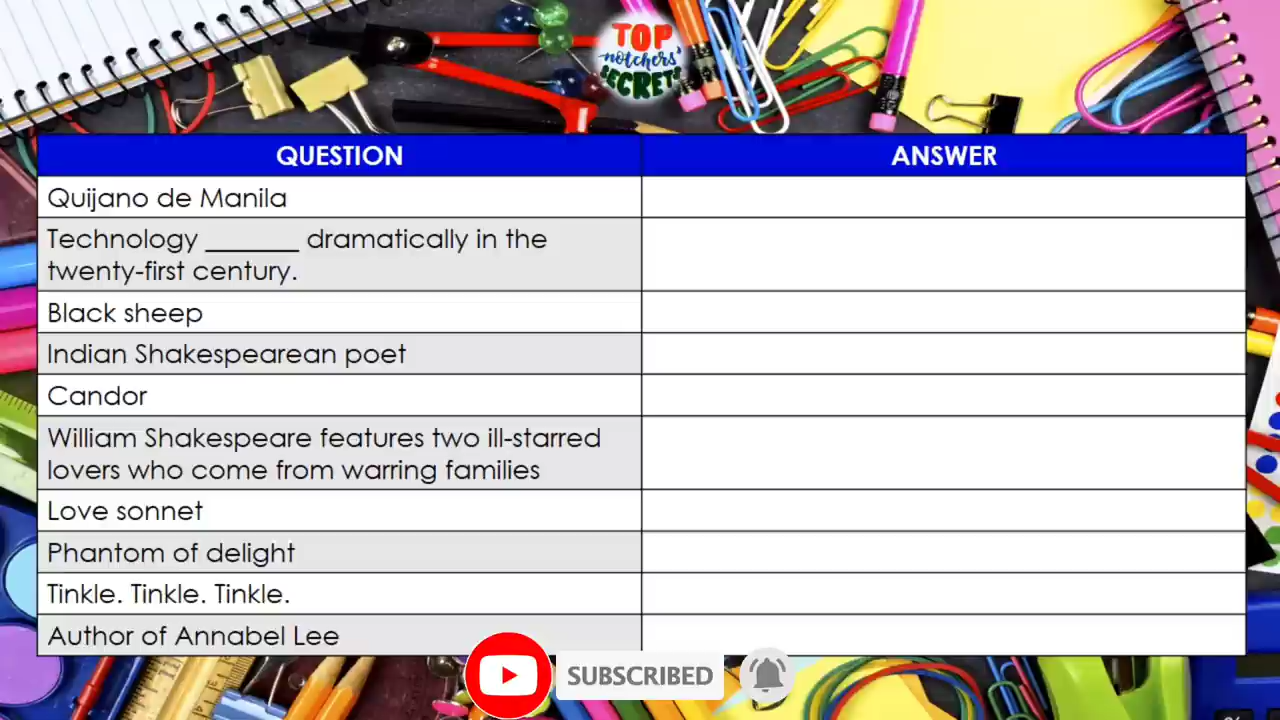 TOP
notchers'
SECRETS
QUESTION
ANSWER
Quijano de Manila
Technology _______ dramatically in the
twenty-first century.
Black sheep
Indian Shakespearean poet
Candor
William Shakespeare features two ill-starred
lovers who come from warring families
Love sonnet
Phantom of delight
Tinkle. Tinkle. Tinkle.
Author of Annabel Lee
SUBSCRIBED